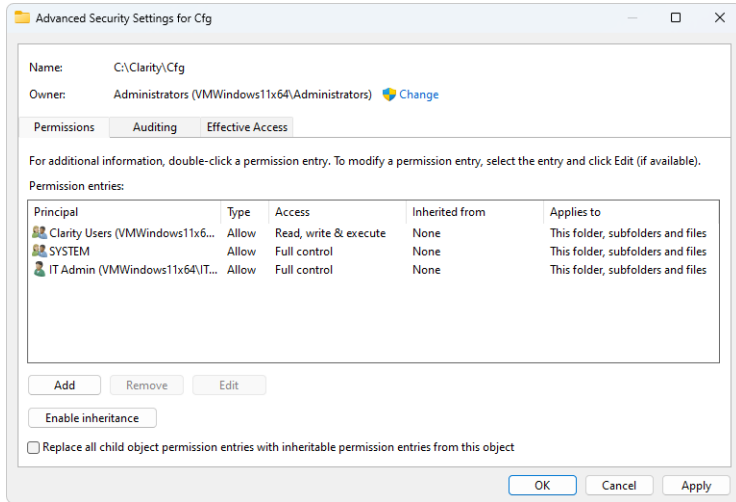 Advanced Security Settings for Cfg
Name: C:\Clarity\Cfg
Owner: Administrators (VMWindows11x64\Administrators) Change
Permissions Auditing Effective Access
For additional information, double-click a permission entry. To modify a permission entry, select the entry and click Edit (if available).
Permission entries:
Principal Type Access Inherited from Applies to
Clarity Users (VMWindows11x6... Allow Read, write & execute None This folder, subfolders and files
SYSTEM Allow Full control None This folder, subfolders and files
IT Admin (VMWindows11x64\IT... Allow Full control None This folder, subfolders and files
Add Remove Edit
Enable inheritance
Replace all child object permission entries with inheritable permission entries from this object
OK Cancel Apply